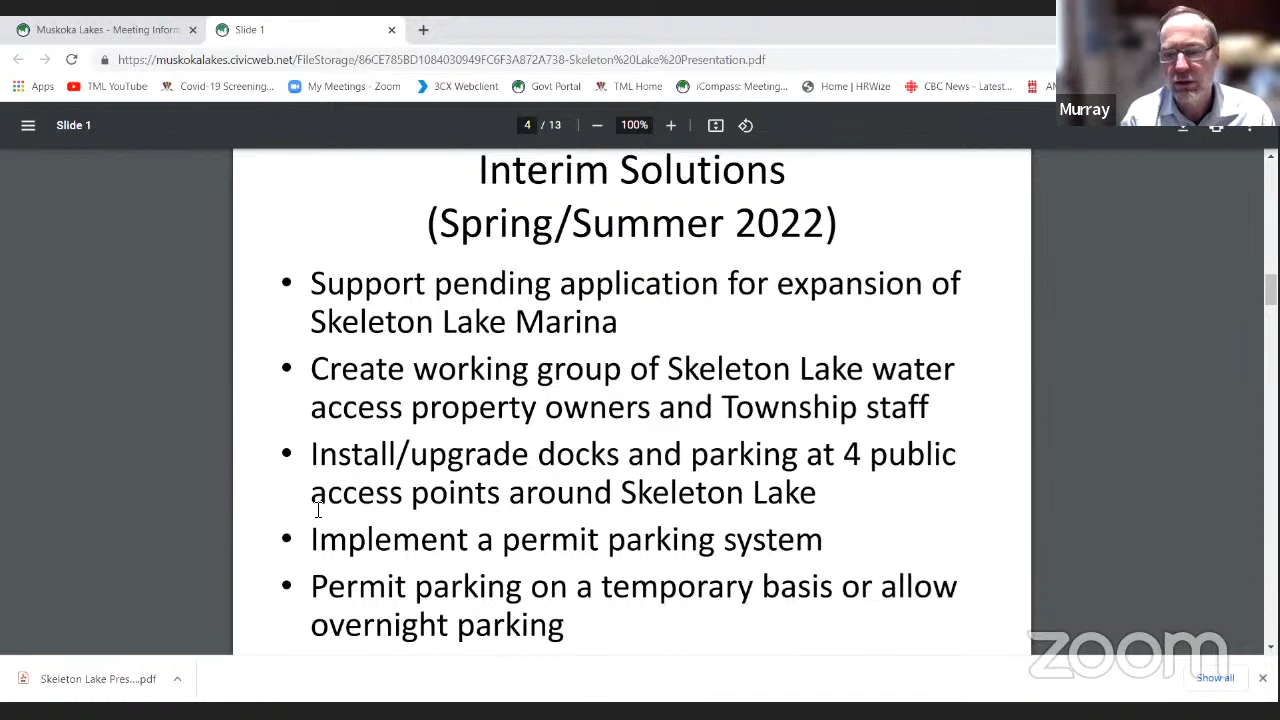 Muskoka Lakes - Meeting Inform
Slide 1
https://muskokalakes.civicweb.net/FileStorage/86CE785BD1084030959FC6F3A872A738-Skeleton%20Lake%20Presentation.pdf
Apps TML YouTube Covid-19 Screening... My Meetings - Zoom 3CX Webclient Govt Portal TML Home iCompass: Meeting... Home | HRWize CBC News - Latest... AM
Murray
Slide 1 4 / 13 100%
Interim Solutions
(Spring/Summer 2022)
• Support pending application for expansion of
Skeleton Lake Marina
• Create working group of Skeleton Lake water
access property owners and Township staff
• Install/upgrade docks and parking at 4 public
access points around Skeleton Lake
• Implement a permit parking system
• Permit parking on a temporary basis or allow
overnight parking
zoom
Skeleton Lake Pres....pdf
Show all